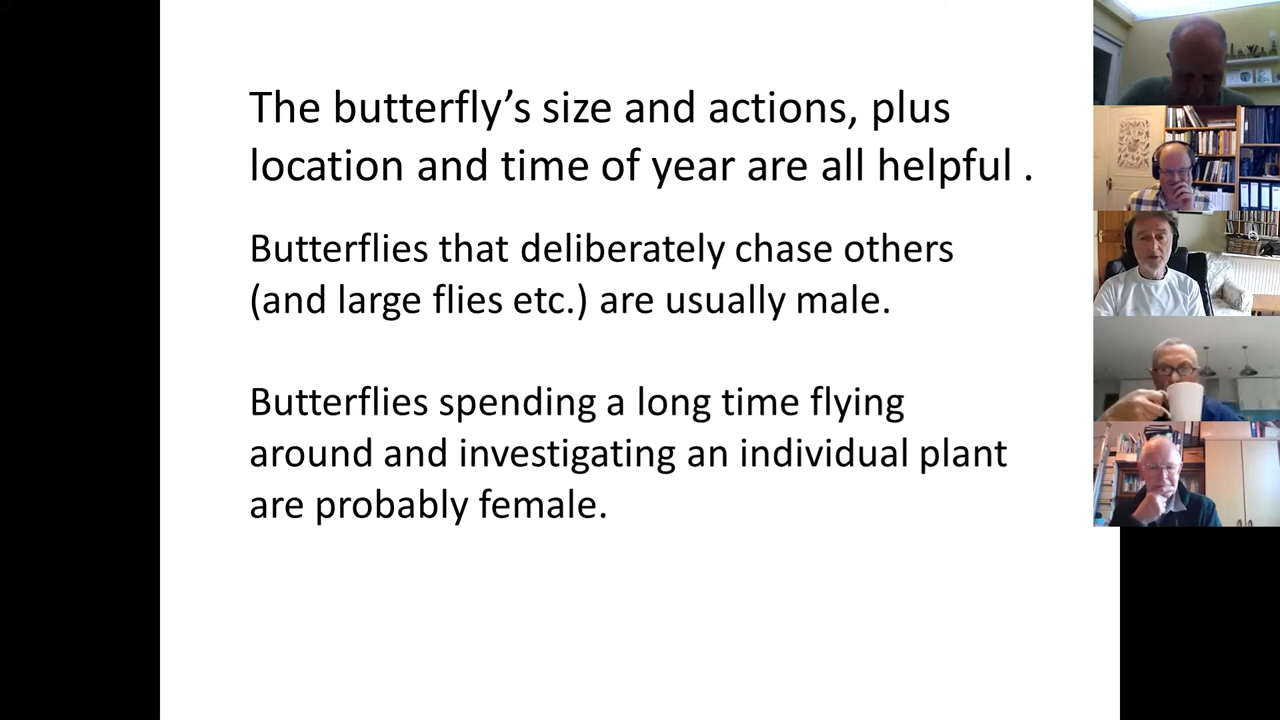 The butterfly’s size and actions, plus
location and time of year are all helpful .
Butterflies that deliberately chase others
(and large flies etc.) are usually male.
Butterflies spending a long time flying
around and investigating an individual plant
are probably female.